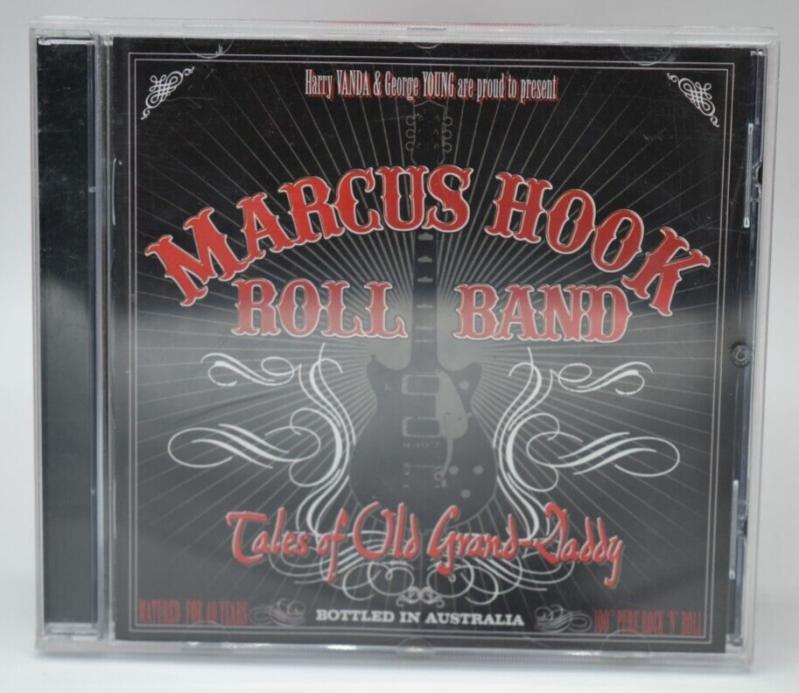 Harry VANDA & George YOUNG are proud to present
MARCUS HOOK
ROLL BAND
Tales of Old Grand-Daddy
MATURED FOR 40 YEARS
BOTTLED IN AUSTRALIA
100% PURE ROCK 'N' ROLL